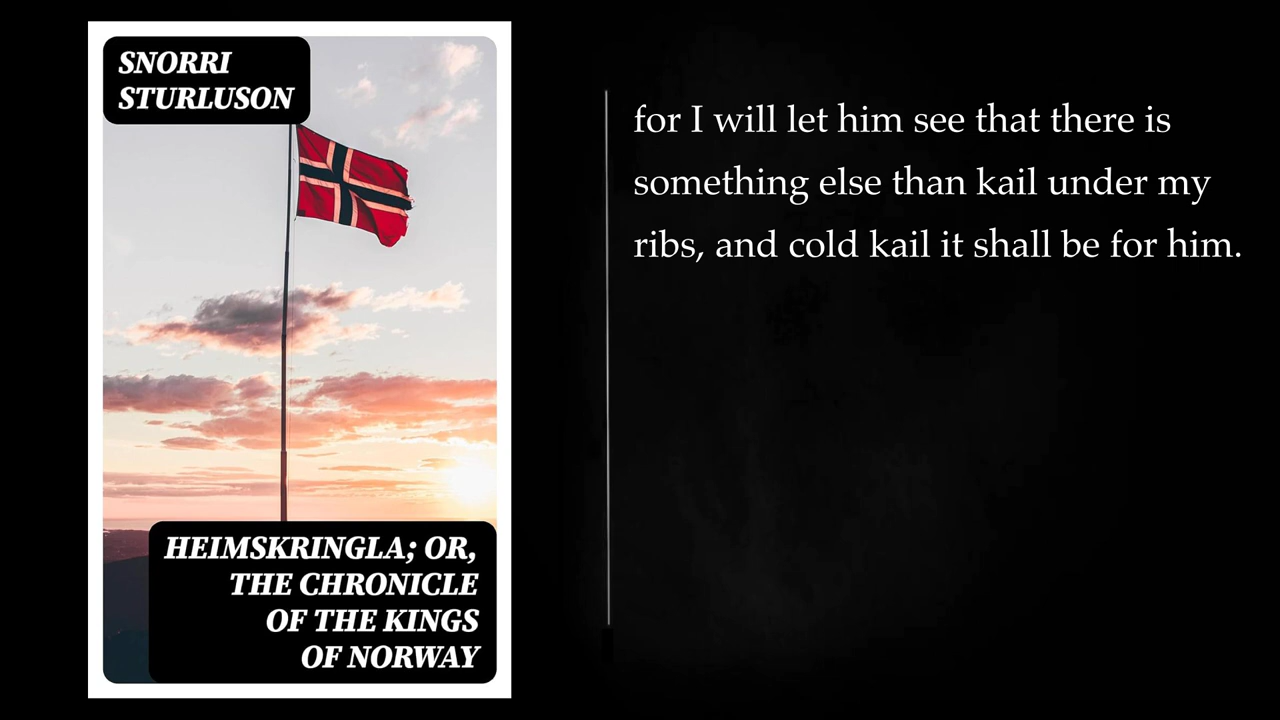 SNORRI
STURLUSON
HEIMSKRINGLA; OR,
THE CHRONICLE
OF THE KINGS
OF NORWAY
for I will let him see that there is
something else than kail under my
ribs, and cold kail it shall be for him.